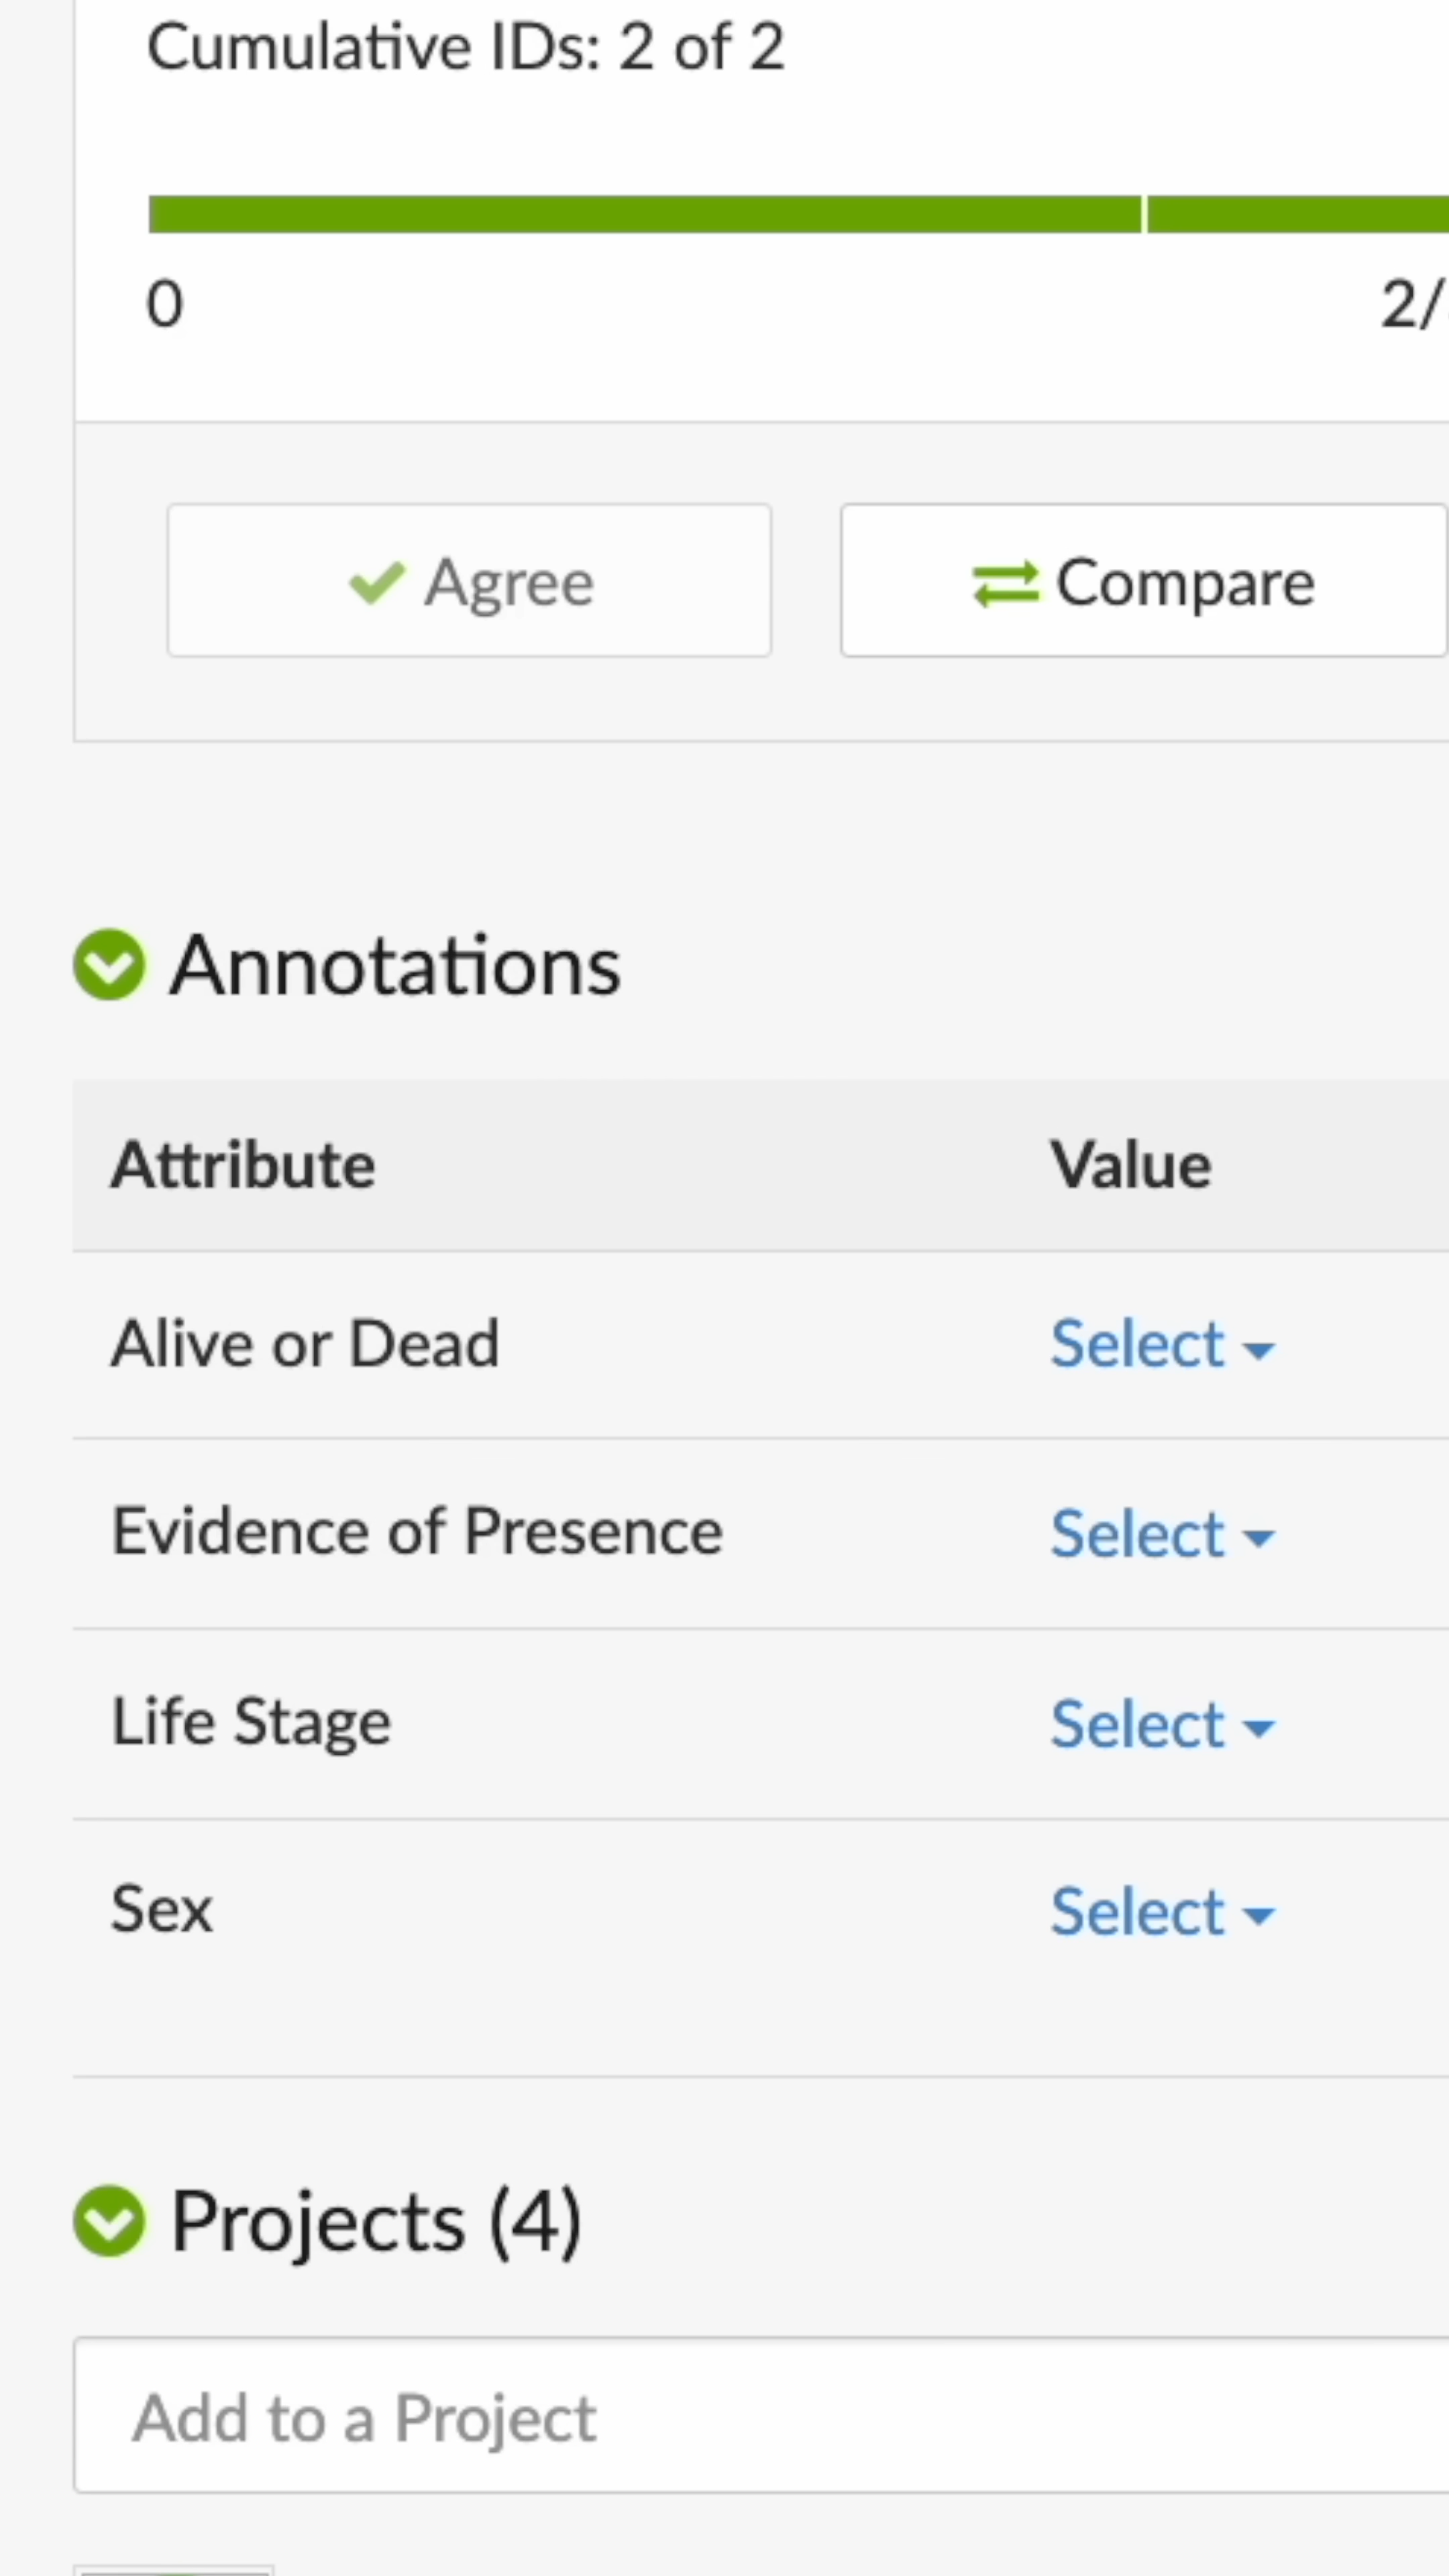 Cumulative IDs: 2 of 2
0 2/
Agree Compare
Annotations
Attribute Value
Alive or Dead Select
Evidence of Presence Select
Life Stage Select
Sex Select
Projects (4)
Add to a Project